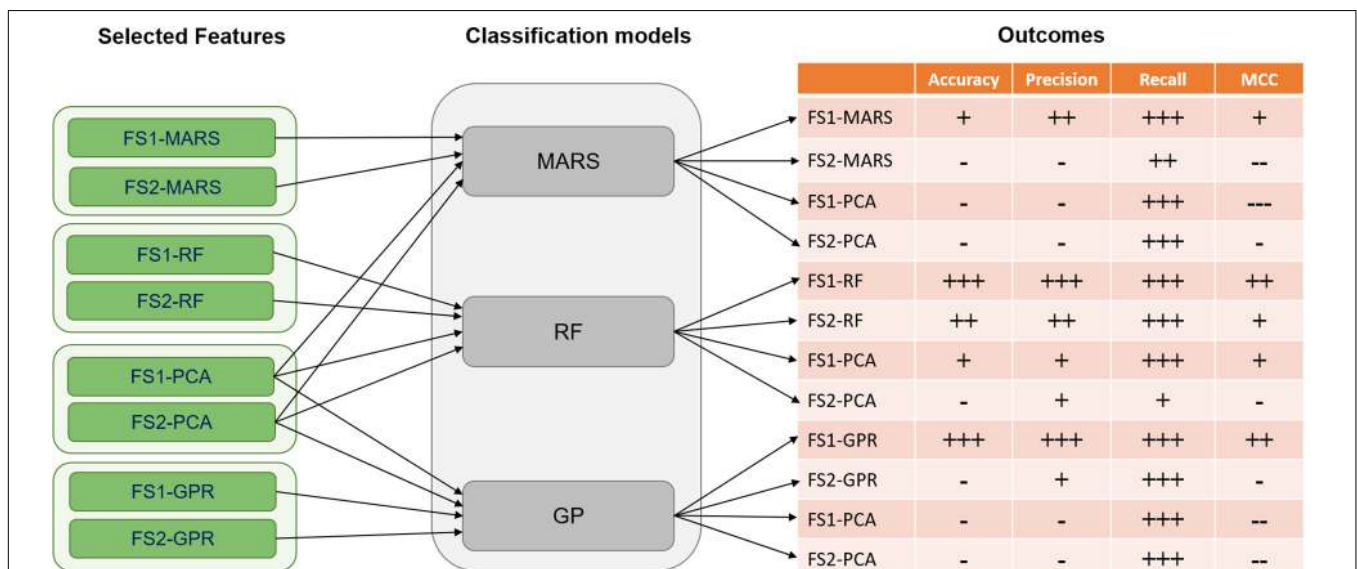 Selected Features
Classification models
Outcomes
FS1-MARS
FS2-MARS
FS1-RF
FS2-RF
FS1-PCA
FS2-PCA
FS1-GPR
FS2-GPR
MARS
RF
GP
Accuracy Precision Recall MCC
FS1-MARS + ++ +++ +
FS2-MARS - - ++ --
FS1-PCA - - +++ ---
FS2-PCA - - +++ -
FS1-RF +++ +++ +++ ++
FS2-RF ++ ++ +++ +
FS1-PCA + + +++ +
FS2-PCA - + + -
FS1-GPR +++ +++ +++ ++
FS2-GPR - + +++ -
FS1-PCA - - +++ --
FS2-PCA - - +++ --